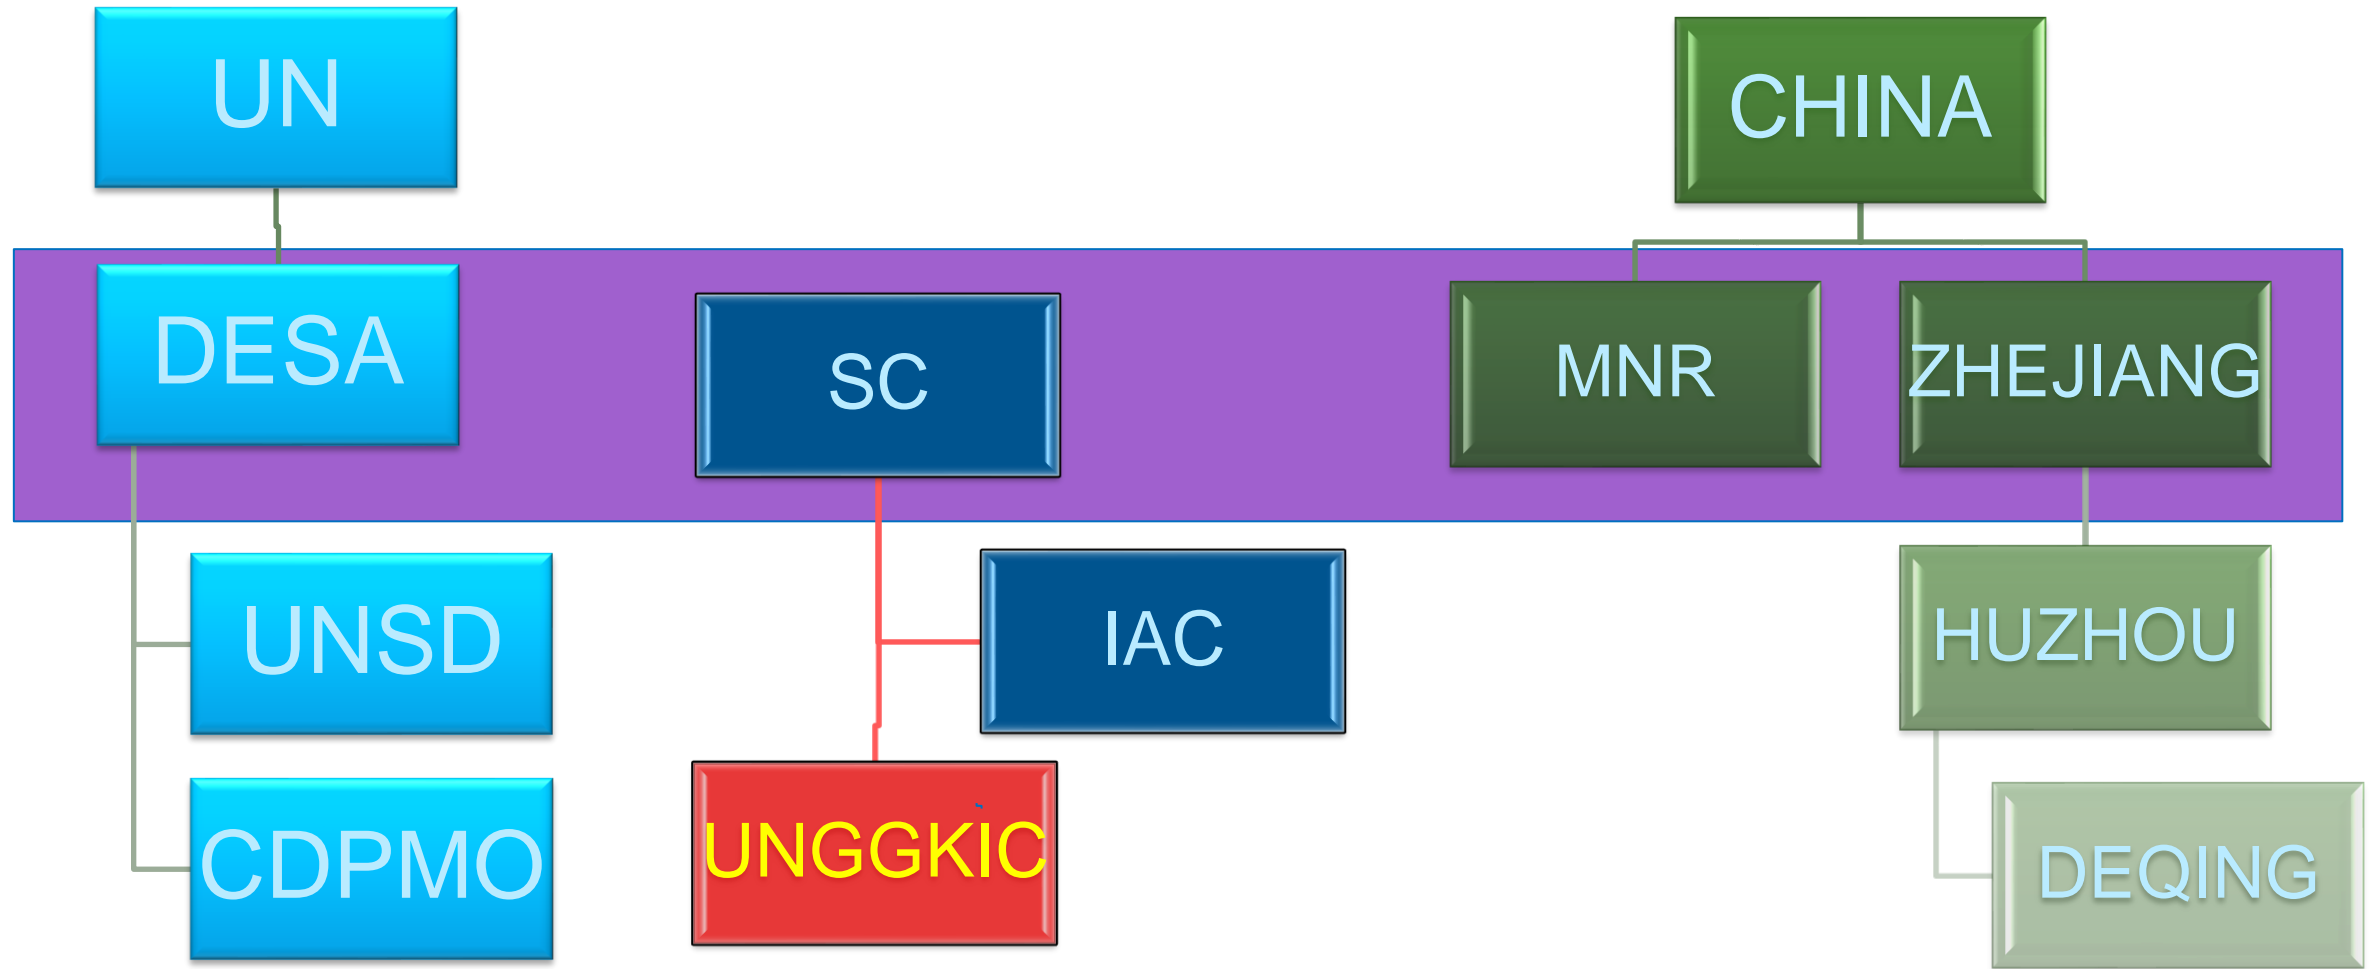 UN
CHINA
DESA
SC
MNR
ZHEJIANG
UNSD
IAC
HUZHOU
CDPMO
UNGGKIC
DEQING